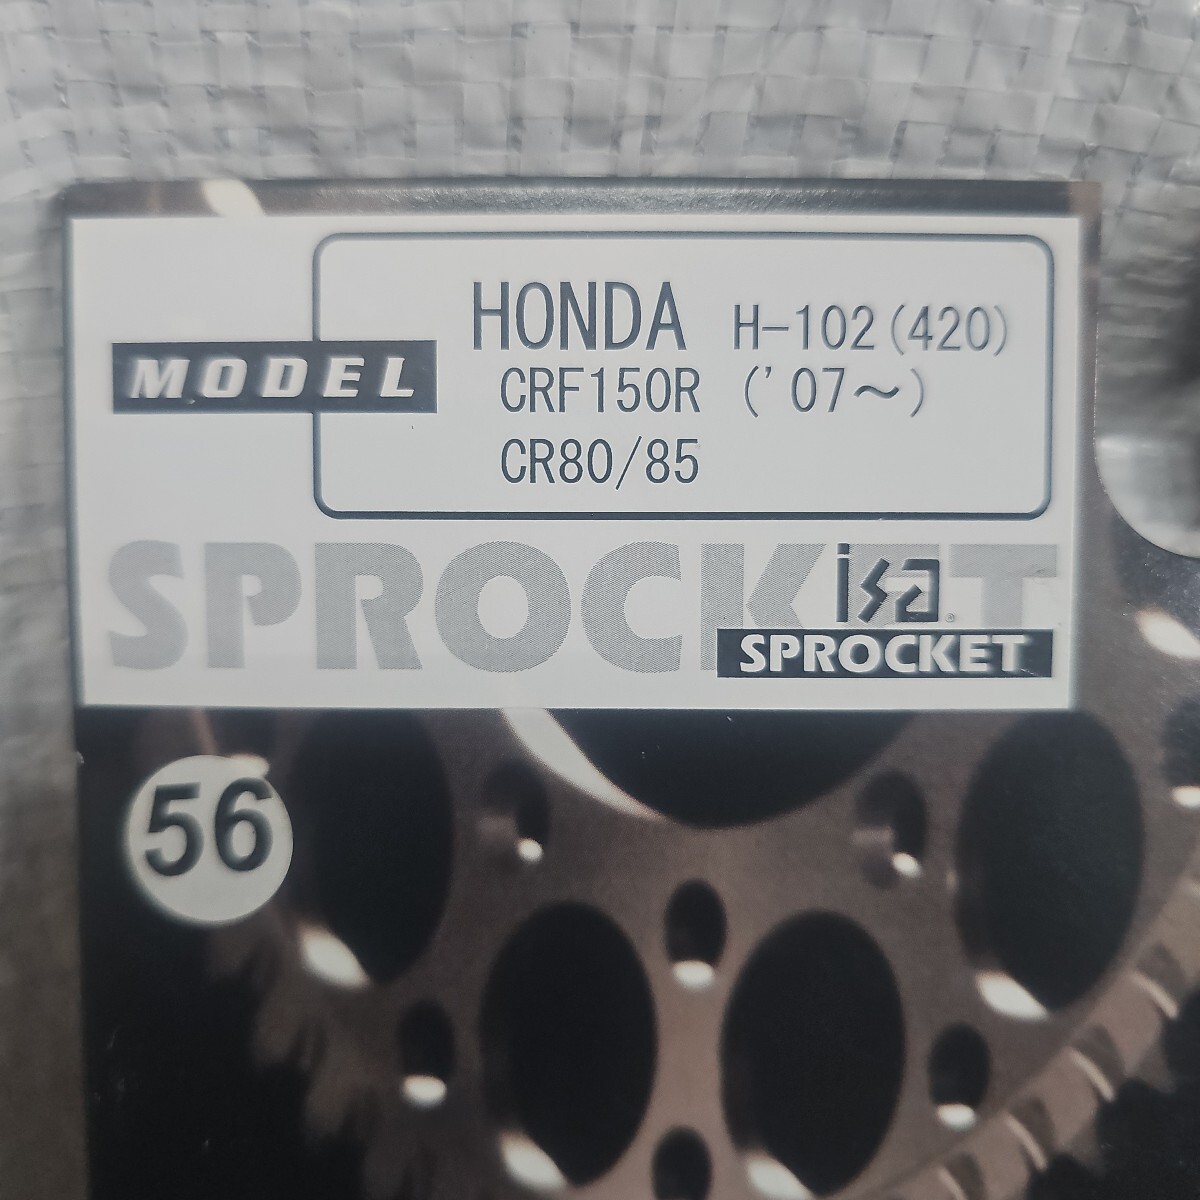 HONDA H-102(420)
MODEL
CRF150R ('07～)
CR80/85
SPROCKET
isa®
SPROCKET
56